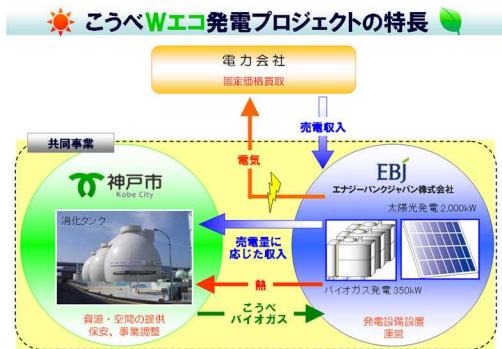 こうべWエコ発電プロジェクトの特長
電力会社
固定価格買取
売電収入
共同事業
電気
神戸市
Kobe City
EBJ
エナジーバンクジャパン株式会社
消化タンク
太陽光発電 2,000kW
売電量に
応じた収入
熱
バイオガス発電 350kW
こうべ
バイオガス
資源・空間の提供
保安、事業調整
発電設備設置
運営